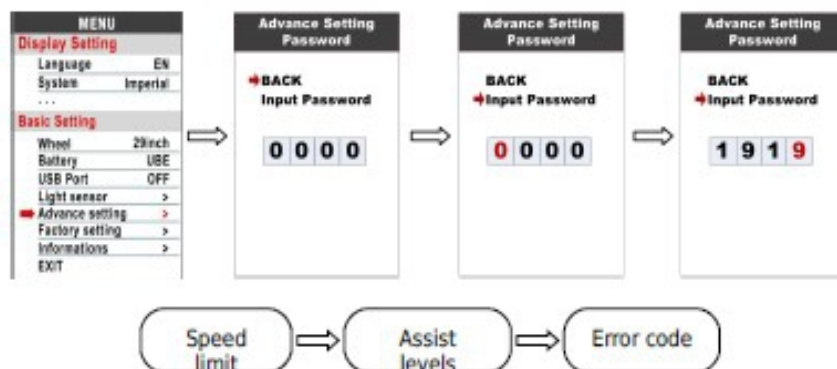 MENU
Display Setting
Language EN
System Imperial
...
Basic Setting
Wheel 29inch
Battery UBE
USB Port OFF
Light sensor >
Advance setting >
Factory setting >
Informations >
EXIT
Advance Setting
Password
BACK
Input Password
0 0 0 0
Advance Setting
Password
BACK
Input Password
0 0 0 0
Advance Setting
Password
BACK
Input Password
1 9 1 9
Speed
limit
Assist
levels
Error code